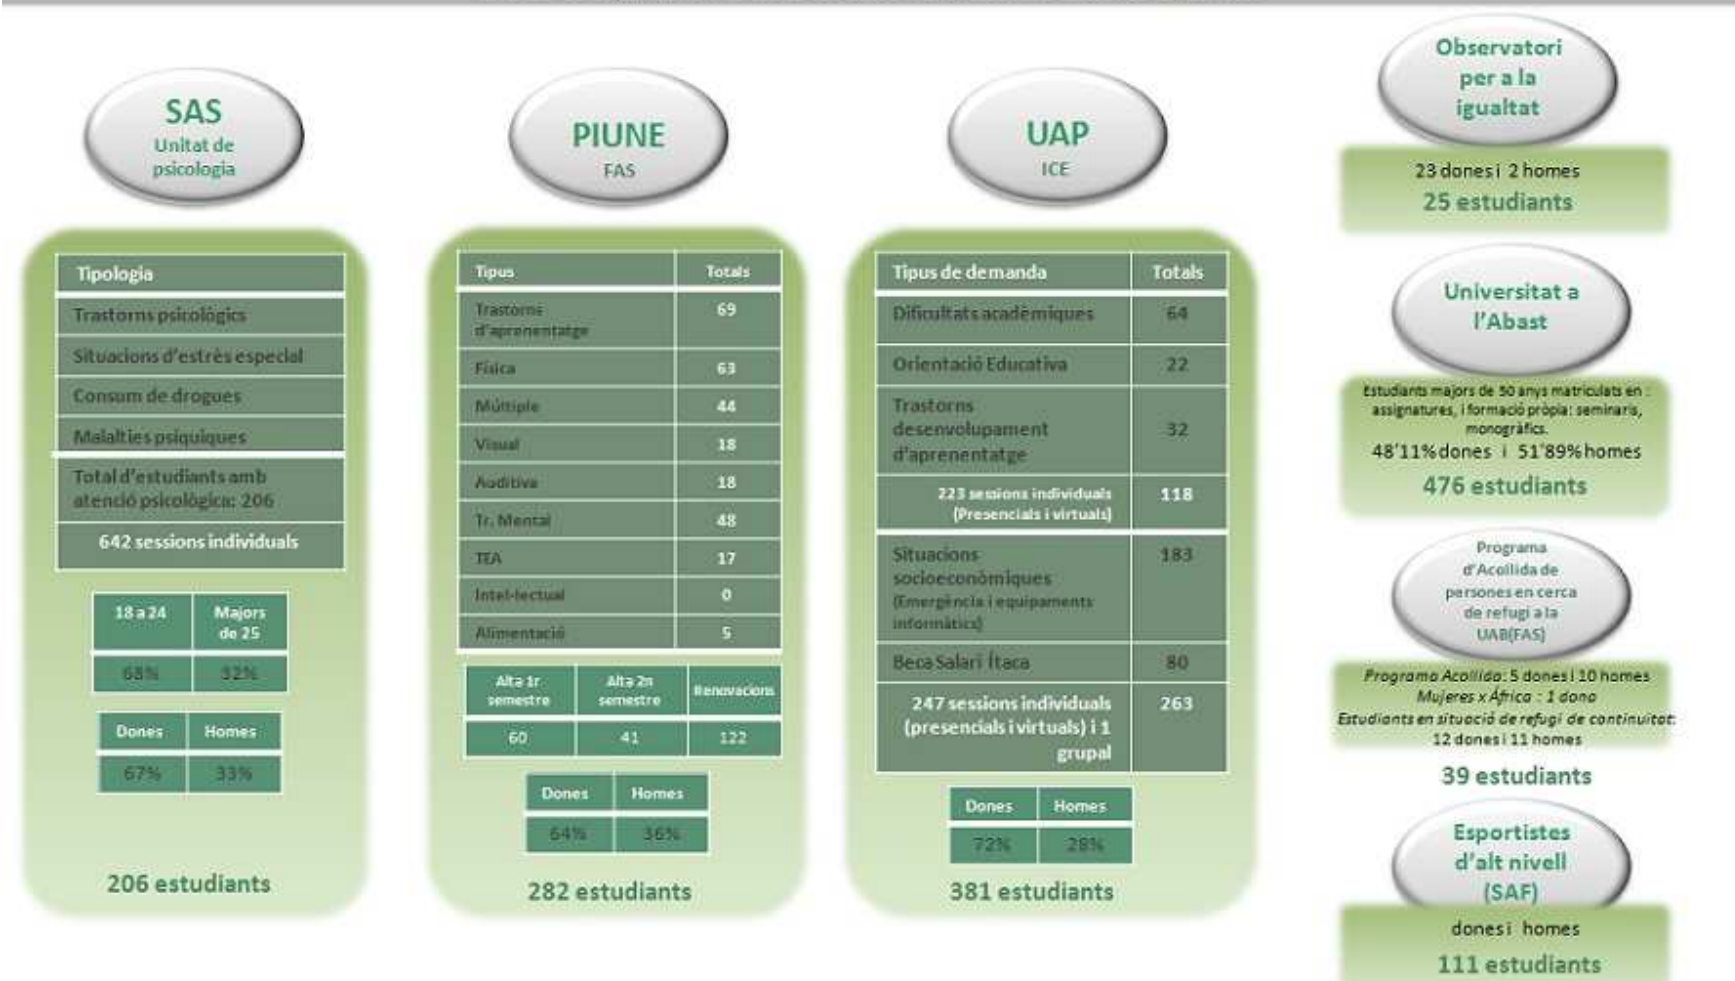 SAS
Unitat de
psicologia
Tipologia
Trastorns psicològics
Situacions d'estrès especial
Consum de drogues
Malalties psiquiques
Total d'estudiants amb
atenció psicològica: 206
642 sessions individuals
18 a 24 Majors
de 25
68% 32%
Dones Homes
67% 33%
206 estudiants
PIUNE
FAS
Tipus Totals
Trastorns 69
d'aprenentatge
Física 63
Múltiple 44
Visual 18
Auditiva 18
Tr. Mental 48
TEA 17
Intel·lectual 0
Alimentació 5
Alta 1r Alta 2n Renovacions
semestre semestre
60 41 122
Dones Homes
64% 36%
282 estudiants
UAP
ICE
Tipus de demanda Totals
Dificultats acadèmiques 64
Orientació Educativa 22
Trastorns
desenvolupament 32
d'aprenentatge
223 sessions individuals 118
(Presencials i virtuals)
Situacions 183
socioeconòmiques
(Emergència i equipaments
informàtics)
Beca Salari Ítaca 80
247 sessions individuals 263
(presencials i virtuals) i 1
grupal
Dones Homes
72% 28%
381 estudiants
Observatori
per a la
igualtat
23 dones i 2 homes
25 estudiants
Universitat a
l'Abast
Estudiants majors de 50 anys matriculats en :
assignatures, i formació pròpia: seminaris,
monogràfics.
48'11% dones i 51'89% homes
476 estudiants
Programa
d'Acollida de
persones en cerca
de refugi a la
UAB(FAS)
Programa Acollida: 5 dones i 10 homes
Mujeres x África : 1 dona
Estudiants en situació de refugi de continuïtat:
12 dones i 11 homes
39 estudiants
Esportistes
d'alt nivell
(SAF)
dones i homes
111 estudiants